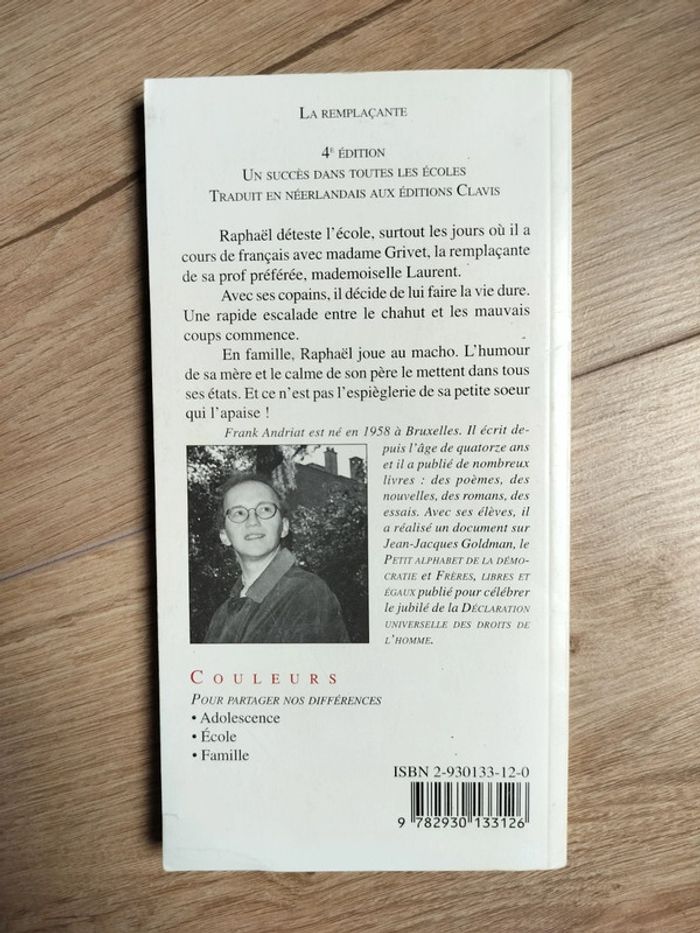 LA REMPLAÇANTE
4E ÉDITION
UN SUCCÈS DANS TOUTES LES ÉCOLES
TRADUIT EN NÉERLANDAIS AUX ÉDITIONS CLAVIS
Raphaël déteste l'école, surtout les jours où il a
cours de français avec madame Grivet, la remplaçante
de sa prof préférée, mademoiselle Laurent.
Avec ses copains, il décide de lui faire la vie dure.
Une rapide escalade entre le chahut et les mauvais
coups commence.
En famille, Raphaël joue au macho. L'humour
de sa mère et le calme de son père le mettent dans tous
ses états. Et ce n'est pas l'espièglerie de sa petite soeur
qui l'apaise !
Frank Andriat est né en 1958 à Bruxelles. Il écrit de-
puis l'âge de quatorze ans
et il a publié de nombreux
livres : des poèmes, des
nouvelles, des romans, des
essais. Avec ses élèves, il
a réalisé un document sur
Jean-Jacques Goldman, le
PETIT ALPHABET DE LA DÉMO-
CRATIE et FRÈRES, LIBRES ET
ÉGAUX publié pour célébrer
le jubilé de la DÉCLARATION
UNIVERSELLE DES DROITS DE
L'HOMME.
COULEURS
POUR PARTAGER NOS DIFFÉRENCES
• Adolescence
• École
• Famille
ISBN 2-930133-12-0
9 782930 133126